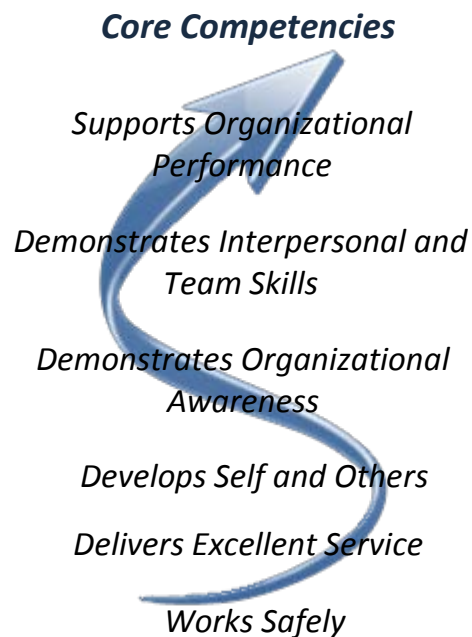 Core Competencies
Supports Organizational
Performance
Demonstrates Interpersonal and
Team Skills
Demonstrates Organizational
Awareness
Develops Self and Others
Delivers Excellent Service
Works Safely